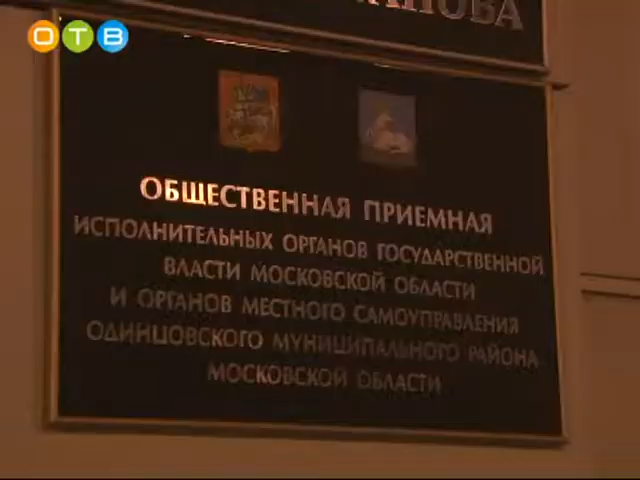 ОТВ
ОБЩЕСТВЕННАЯ ПРИЕМНАЯ
ИСПОЛНИТЕЛЬНЫХ ОРГАНОВ ГОСУДАРСТВЕННОЙ
ВЛАСТИ МОСКОВСКОЙ ОБЛАСТИ
И ОРГАНОВ МЕСТНОГО САМОУПРАВЛЕНИЯ
ОДИНЦОВСКОГО МУНИЦИПАЛЬНОГО РАЙОНА
МОСКОВСКОЙ ОБЛАСТИ